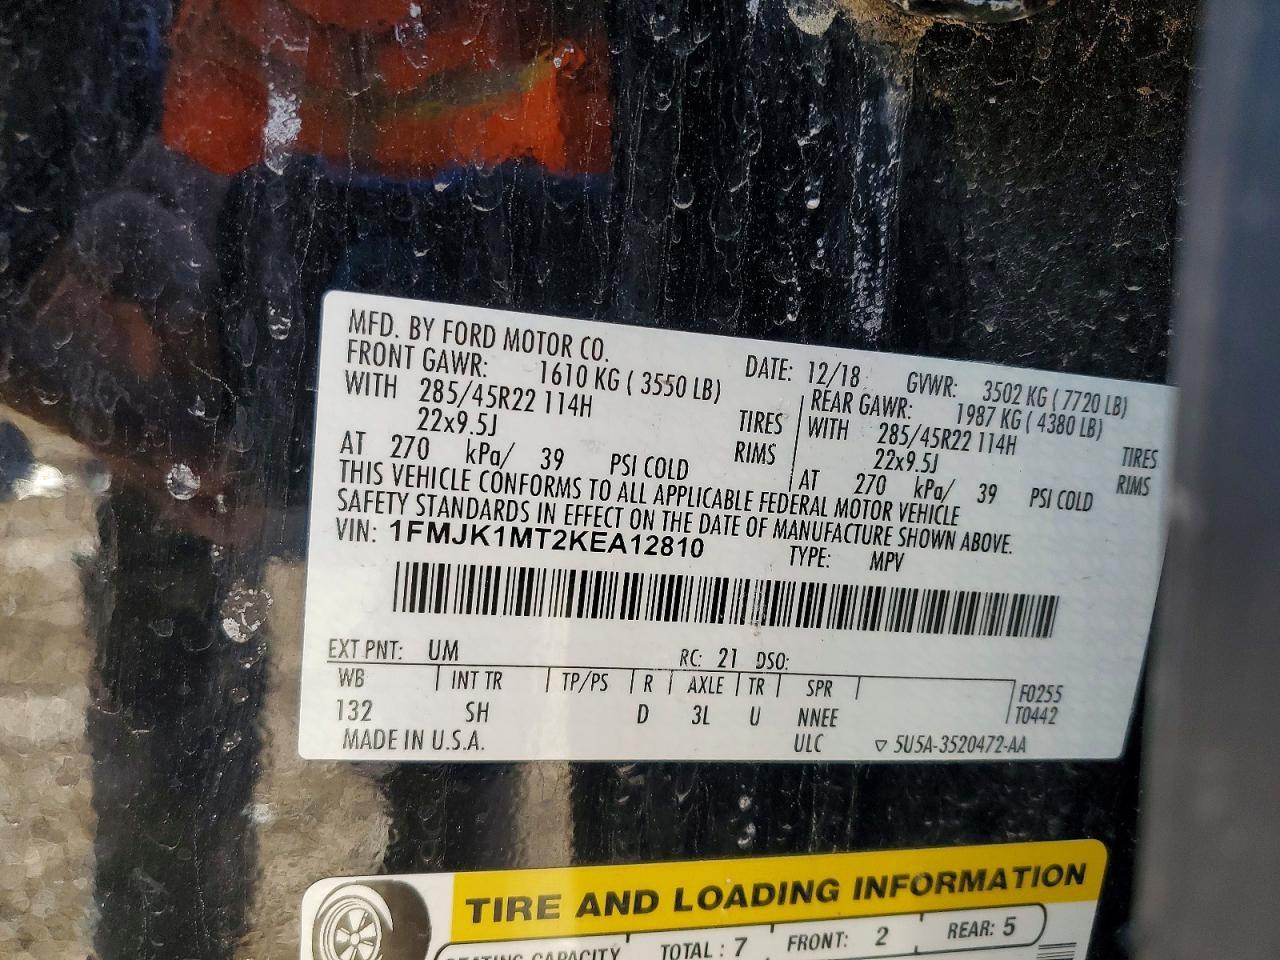 MFD. BY FORD MOTOR CO.
DATE: 12/18 GVWR: 3502 KG ( 7720 LB)
FRONT GAWR: 1610 KG ( 3550 LB)
WITH 285/45R22 114H TIRES
22x9.5J RIMS
AT 270 kPa/ 39 PSI COLD
REAR GAWR: 1987 KG ( 4380 LB)
WITH 285/45R22 114H TIRES
22x9.5J RIMS
AT 270 kPa/ 39 PSI COLD
THIS VEHICLE CONFORMS TO ALL APPLICABLE FEDERAL MOTOR VEHICLE
SAFETY STANDARDS IN EFFECT ON THE DATE OF MANUFACTURE SHOWN ABOVE.
VIN: 1FMJK1MT2KEA12810 TYPE: MPV
EXT PNT: UM RC: 21 DSO:
WB INT TR TP/PS R AXLE TR SPR F0255
132 SH D 3L U NNEE T0442
MADE IN U.S.A. ULC ▽ 5U5A-3520472-AA
TIRE AND LOADING INFORMATION
SEATING CAPACITY TOTAL : 7 FRONT: 2 REAR: 5